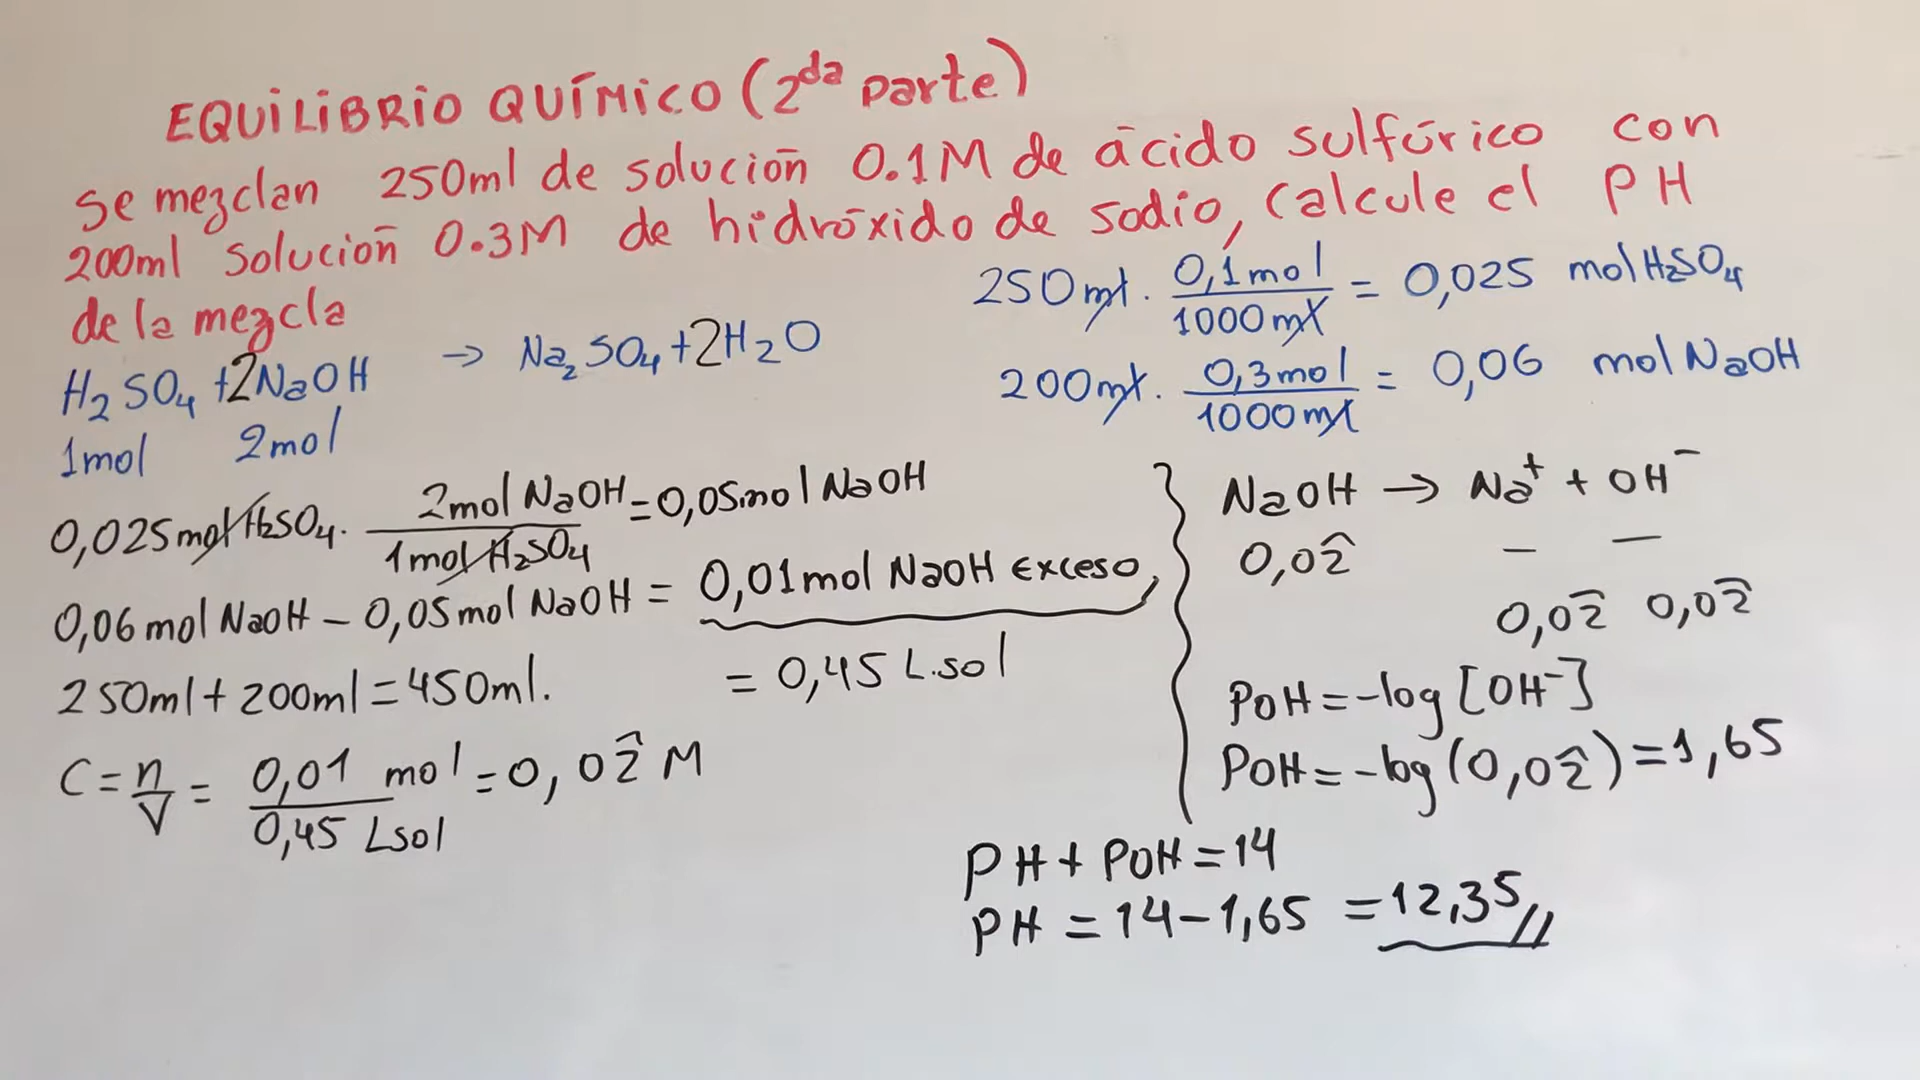 EQUILIBRIO QUÍMICO (2da parte)
se mezclan 250ml de solución 0.1M de ácido sulfúrico con
200ml solución 0.3M de hidróxido de sodio, calcule el PH
de la mezcla
H2SO4 + 2NaOH → Na2SO4 + 2H2O
1mol 2mol
250ml . 0,1mol / 1000ml = 0,025 mol H2SO4
200ml . 0,3mol / 1000ml = 0,06 mol NaOH
0,025 mol H2SO4 . 2mol NaOH / 1mol H2SO4 = 0,05mol NaOH
0,06 mol NaOH - 0,05 mol NaOH = 0,01mol NaOH Exceso
250ml + 200ml = 450ml. = 0,45 L.sol
C = n/V = 0,01 mol / 0,45 Lsol = 0,02̂ M
NaOH → Na+ + OH-
0,02̂ — —
0,02̂ 0,02̂
POH = -log [OH-]
POH = -log (0,02̂) = 1,65
PH + POH = 14
PH = 14 - 1,65 = 12,35//